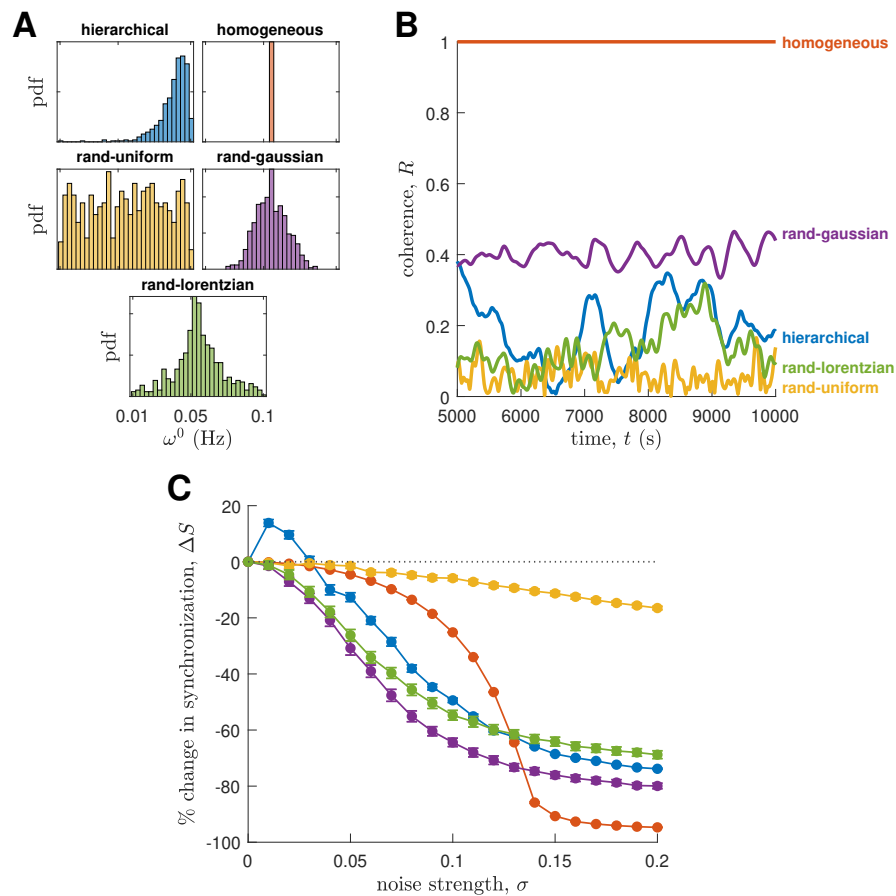 A
hierarchical
homogeneous
pdf
rand-uniform
rand-gaussian
pdf
rand-lorentzian
pdf
0.01 0.05 0.1
ω⁰ (Hz)
B
1
0.8
0.6
0.4
0.2
0
coherence, R
homogeneous
rand-gaussian
hierarchical
rand-lorentzian
rand-uniform
5000 6000 7000 8000 9000 10000
time, t (s)
C
20
0
-20
-40
-60
-80
-100
% change in synchronization, ΔS
0 0.05 0.1 0.15 0.2
noise strength, σ